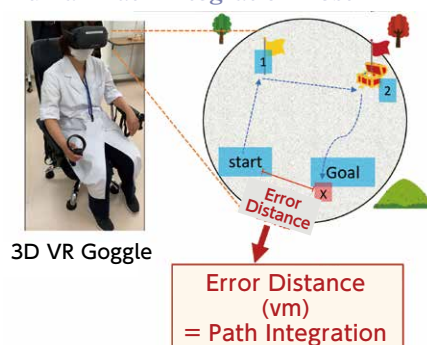 1
2
start
Goal
X
Error
Distance
3D VR Goggle
Error Distance
(vm)
= Path Integration